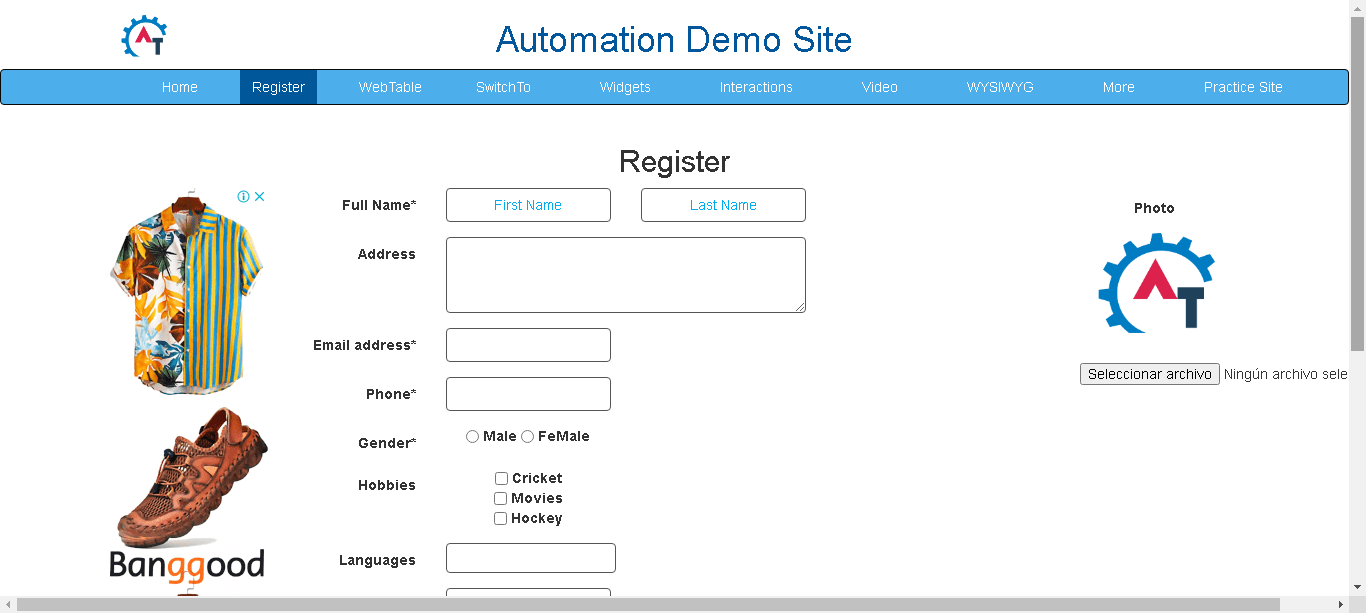 AT
Automation Demo Site
Home Register WebTable SwitchTo Widgets Interactions Video WYSIWYG More Practice Site
Register
Full Name* First Name Last Name
Photo
Address
AT
Email address*
Seleccionar archivo Ningún archivo sele
Phone*
Gender* Male FeMale
Hobbies Cricket
Movies
Hockey
Banggood
Languages